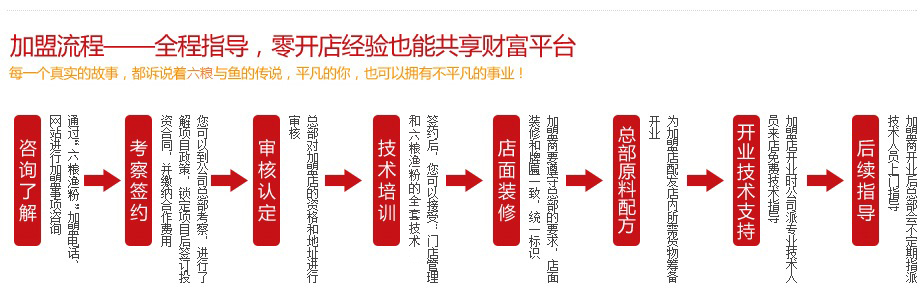 加盟流程——全程指导，零开店经验也能共享财富平台
每一个真实的故事，都诉说着六粮与鱼的传说，平凡的你，也可以拥有不平凡的事业！
咨询了解
通过“六粮渔粉”加盟电话、
网站进行加盟事项咨询
考察签约
您可以到公司总部考察，进行了
解项目政策，锁定项目后签订投
资合同，并缴纳合作费用
审核认定
总部对加盟店的资格和地址进行
审核
技术培训
签约后，您可以接受：门店管理
和六粮渔粉的全套技术
店面装修
加盟商要遵守总部的要求，店面
装修和牌匾一致，统一标识
总部原料配方
为加盟店配发店内所需货物筹备
开业
开业技术支持
加盟店开业时公司派专业技术人
员来店免费技术指导
后续指导
加盟商开业后总部会不定期指派
技术人员上门指导